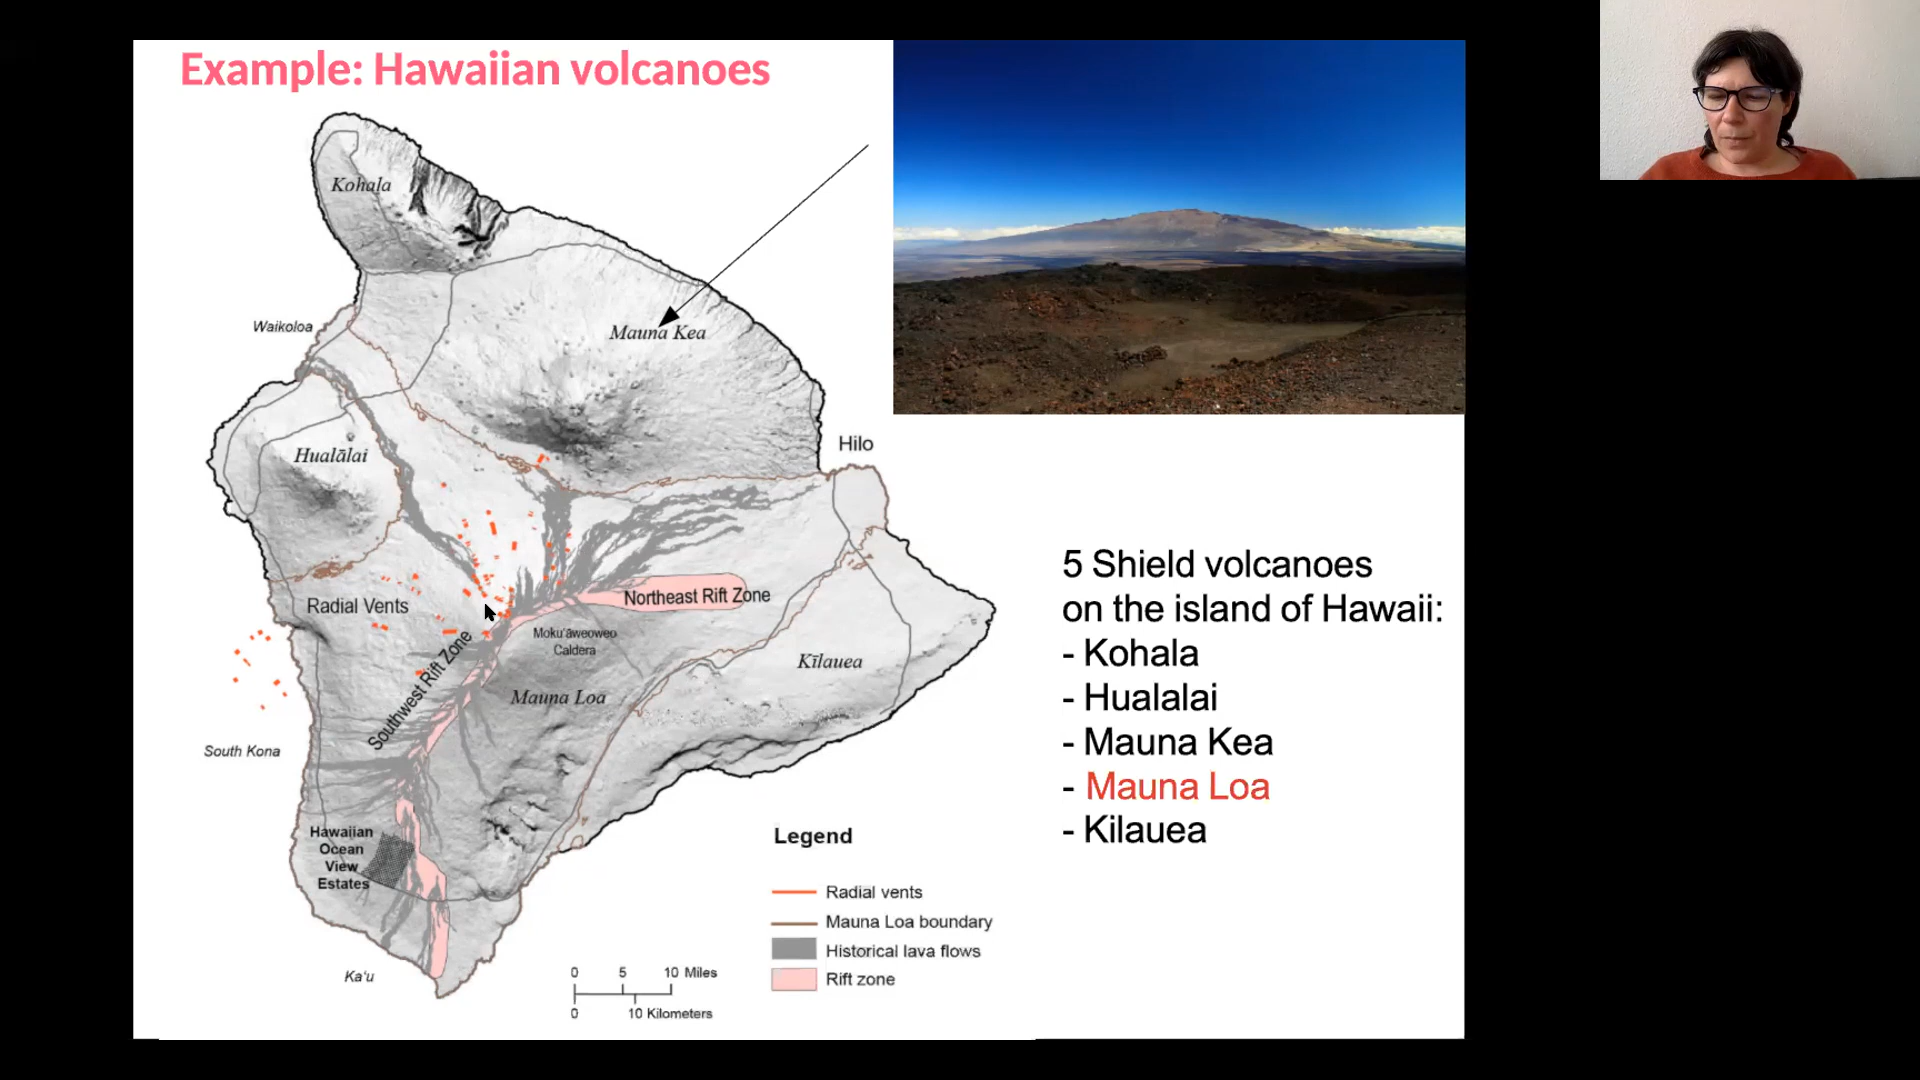 Example: Hawaiian volcanoes
Kohala
Waikoloa
Mauna Kea
Hualālai
Hilo
Radial Vents
Northeast Rift Zone
Mokuʻāweoweo
Caldera
Southwest Rift Zone
Mauna Loa
Kīlauea
South Kona
Hawaiian
Ocean
View
Estates
Kaʻu
Legend
Radial vents
Mauna Loa boundary
Historical lava flows
Rift zone
0 5 10 Miles
0 10 Kilometers
5 Shield volcanoes
on the island of Hawaii:
- Kohala
- Hualalai
- Mauna Kea
- Mauna Loa
- Kilauea